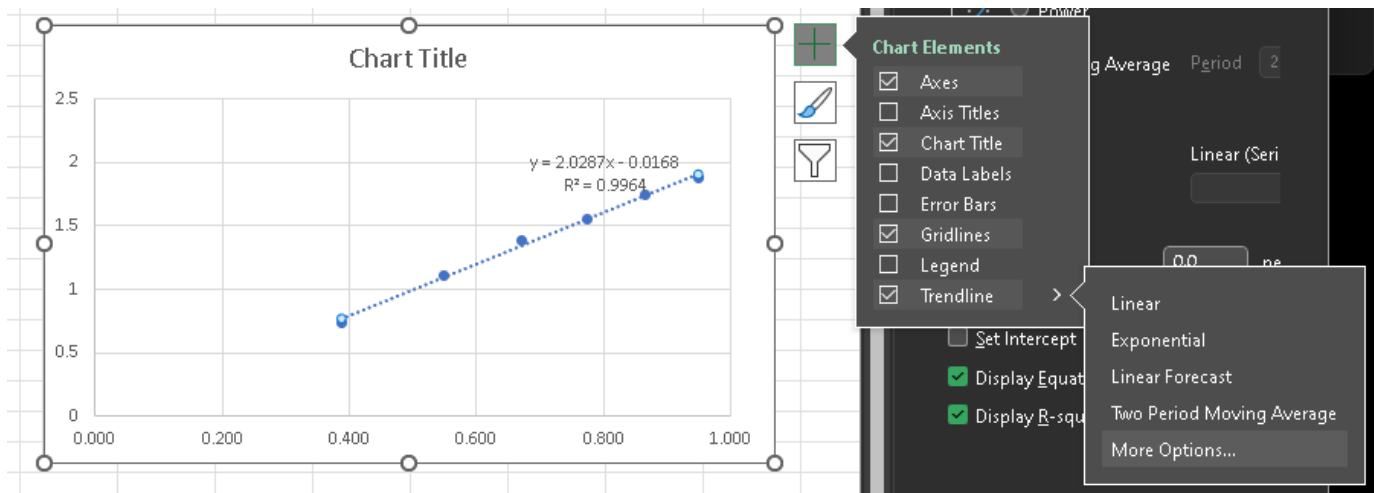 Chart Title
2.5
2
1.5
1
0.5
0
0.000
0.200
0.400
0.600
0.800
1.000
y = 2.0287x - 0.0168
R² = 0.9964
Chart Elements
Axes
Axis Titles
Chart Title
Data Labels
Error Bars
Gridlines
Legend
Trendline
Linear
Exponential
Linear Forecast
Two Period Moving Average
More Options...
Power
g Average Period 2
Linear (Seri
0.0 pe
Set Intercept
Display Equat
Display R-squ